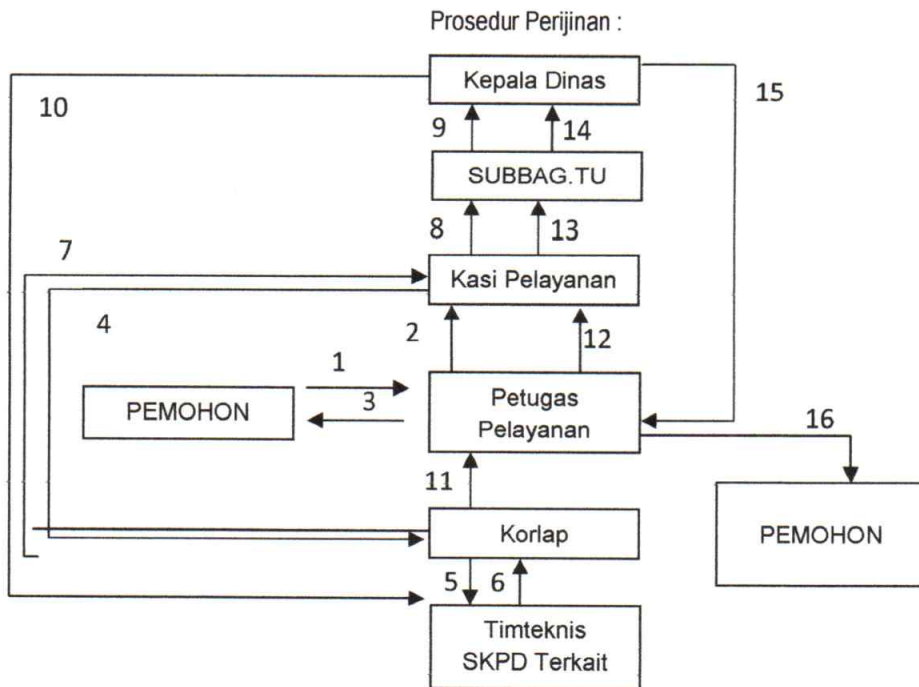 Prosedur Perijinan :
Kepala Dinas
10
15
9
14
SUBBAG.TU
8
13
7
Kasi Pelayanan
4
2
12
1
PEMOHON
3
Petugas
Pelayanan
16
11
Korlap
PEMOHON
5
6
Timteknis
SKPD Terkait